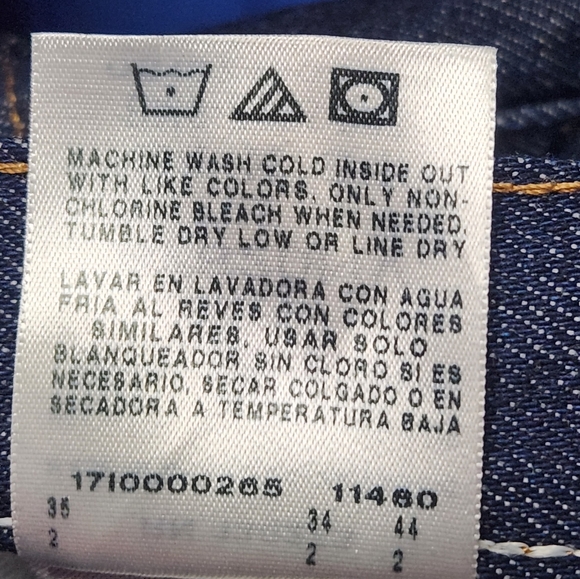 MACHINE WASH COLD INSIDE OUT
WITH LIKE COLORS. ONLY NON-
CHLORINE BLEACH WHEN NEEDED.
TUMBLE DRY LOW OR LINE DRY
LAVAR EN LAVADORA CON AGUA
FRIA AL REVES CON COLORES
SIMILARES. USAR SOLO
BLANQUEADOR SIN CLORO SI ES
NECESARIO. SECAR COLGADO O EN
SECADORA A TEMPERATURA BAJA
1710000265 11460
36 34 44
2 2 2